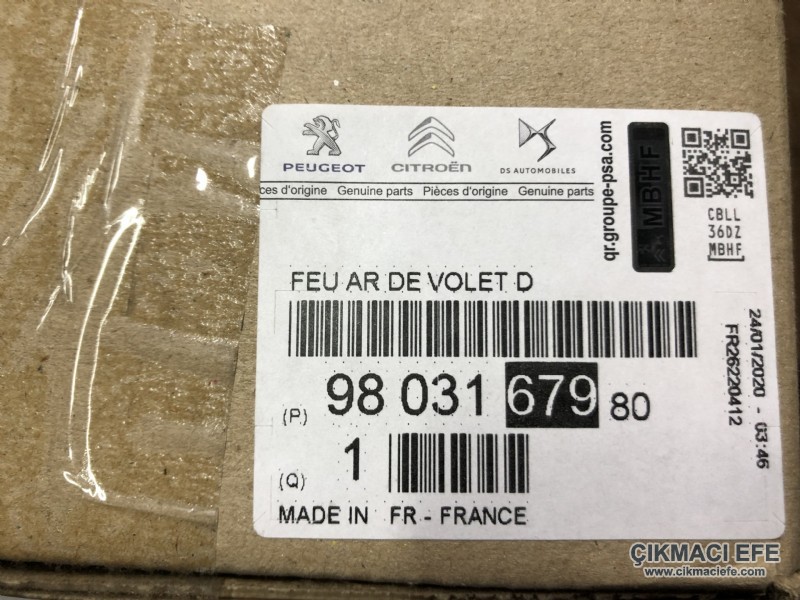 PEUGEOT CITROËN DS AUTOMOBILES
ces d'origine Genuine parts Pièces d'origine Genuine parts
qr.groupe-psa.com
MBHF
CBLL
36DZ
MBHF
FEU AR DE VOLET D
(P) 98 031 679 80
(Q) 1
MADE IN FR - FRANCE
24/01/2020 - 03:46
FR26220412
ÇIKMACI EFE
www.cikmaciefe.com